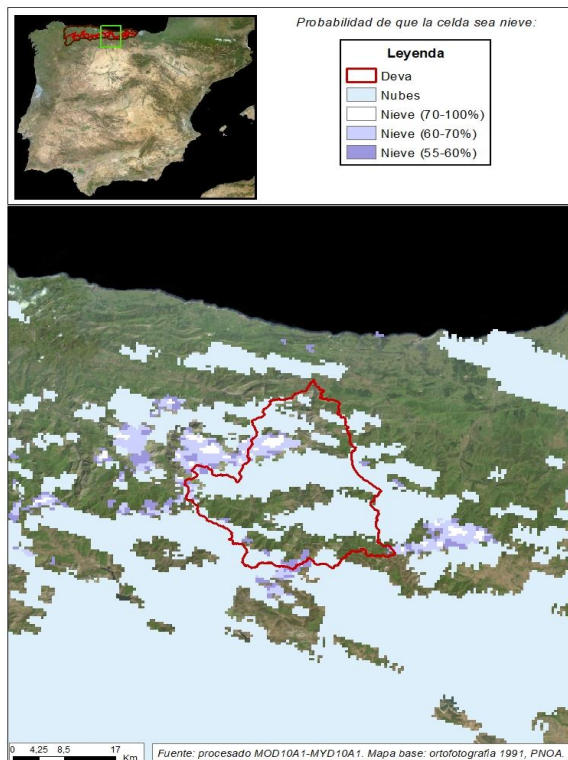 Probabilidad de que la celda sea nieve:
Leyenda
Deva
Nubes
Nieve (70-100%)
Nieve (60-70%)
Nieve (55-60%)
0 4,25 8,5 17
Km
Fuente: procesado MOD10A1-MYD10A1. Mapa base: ortofotografía 1991, PNOA.